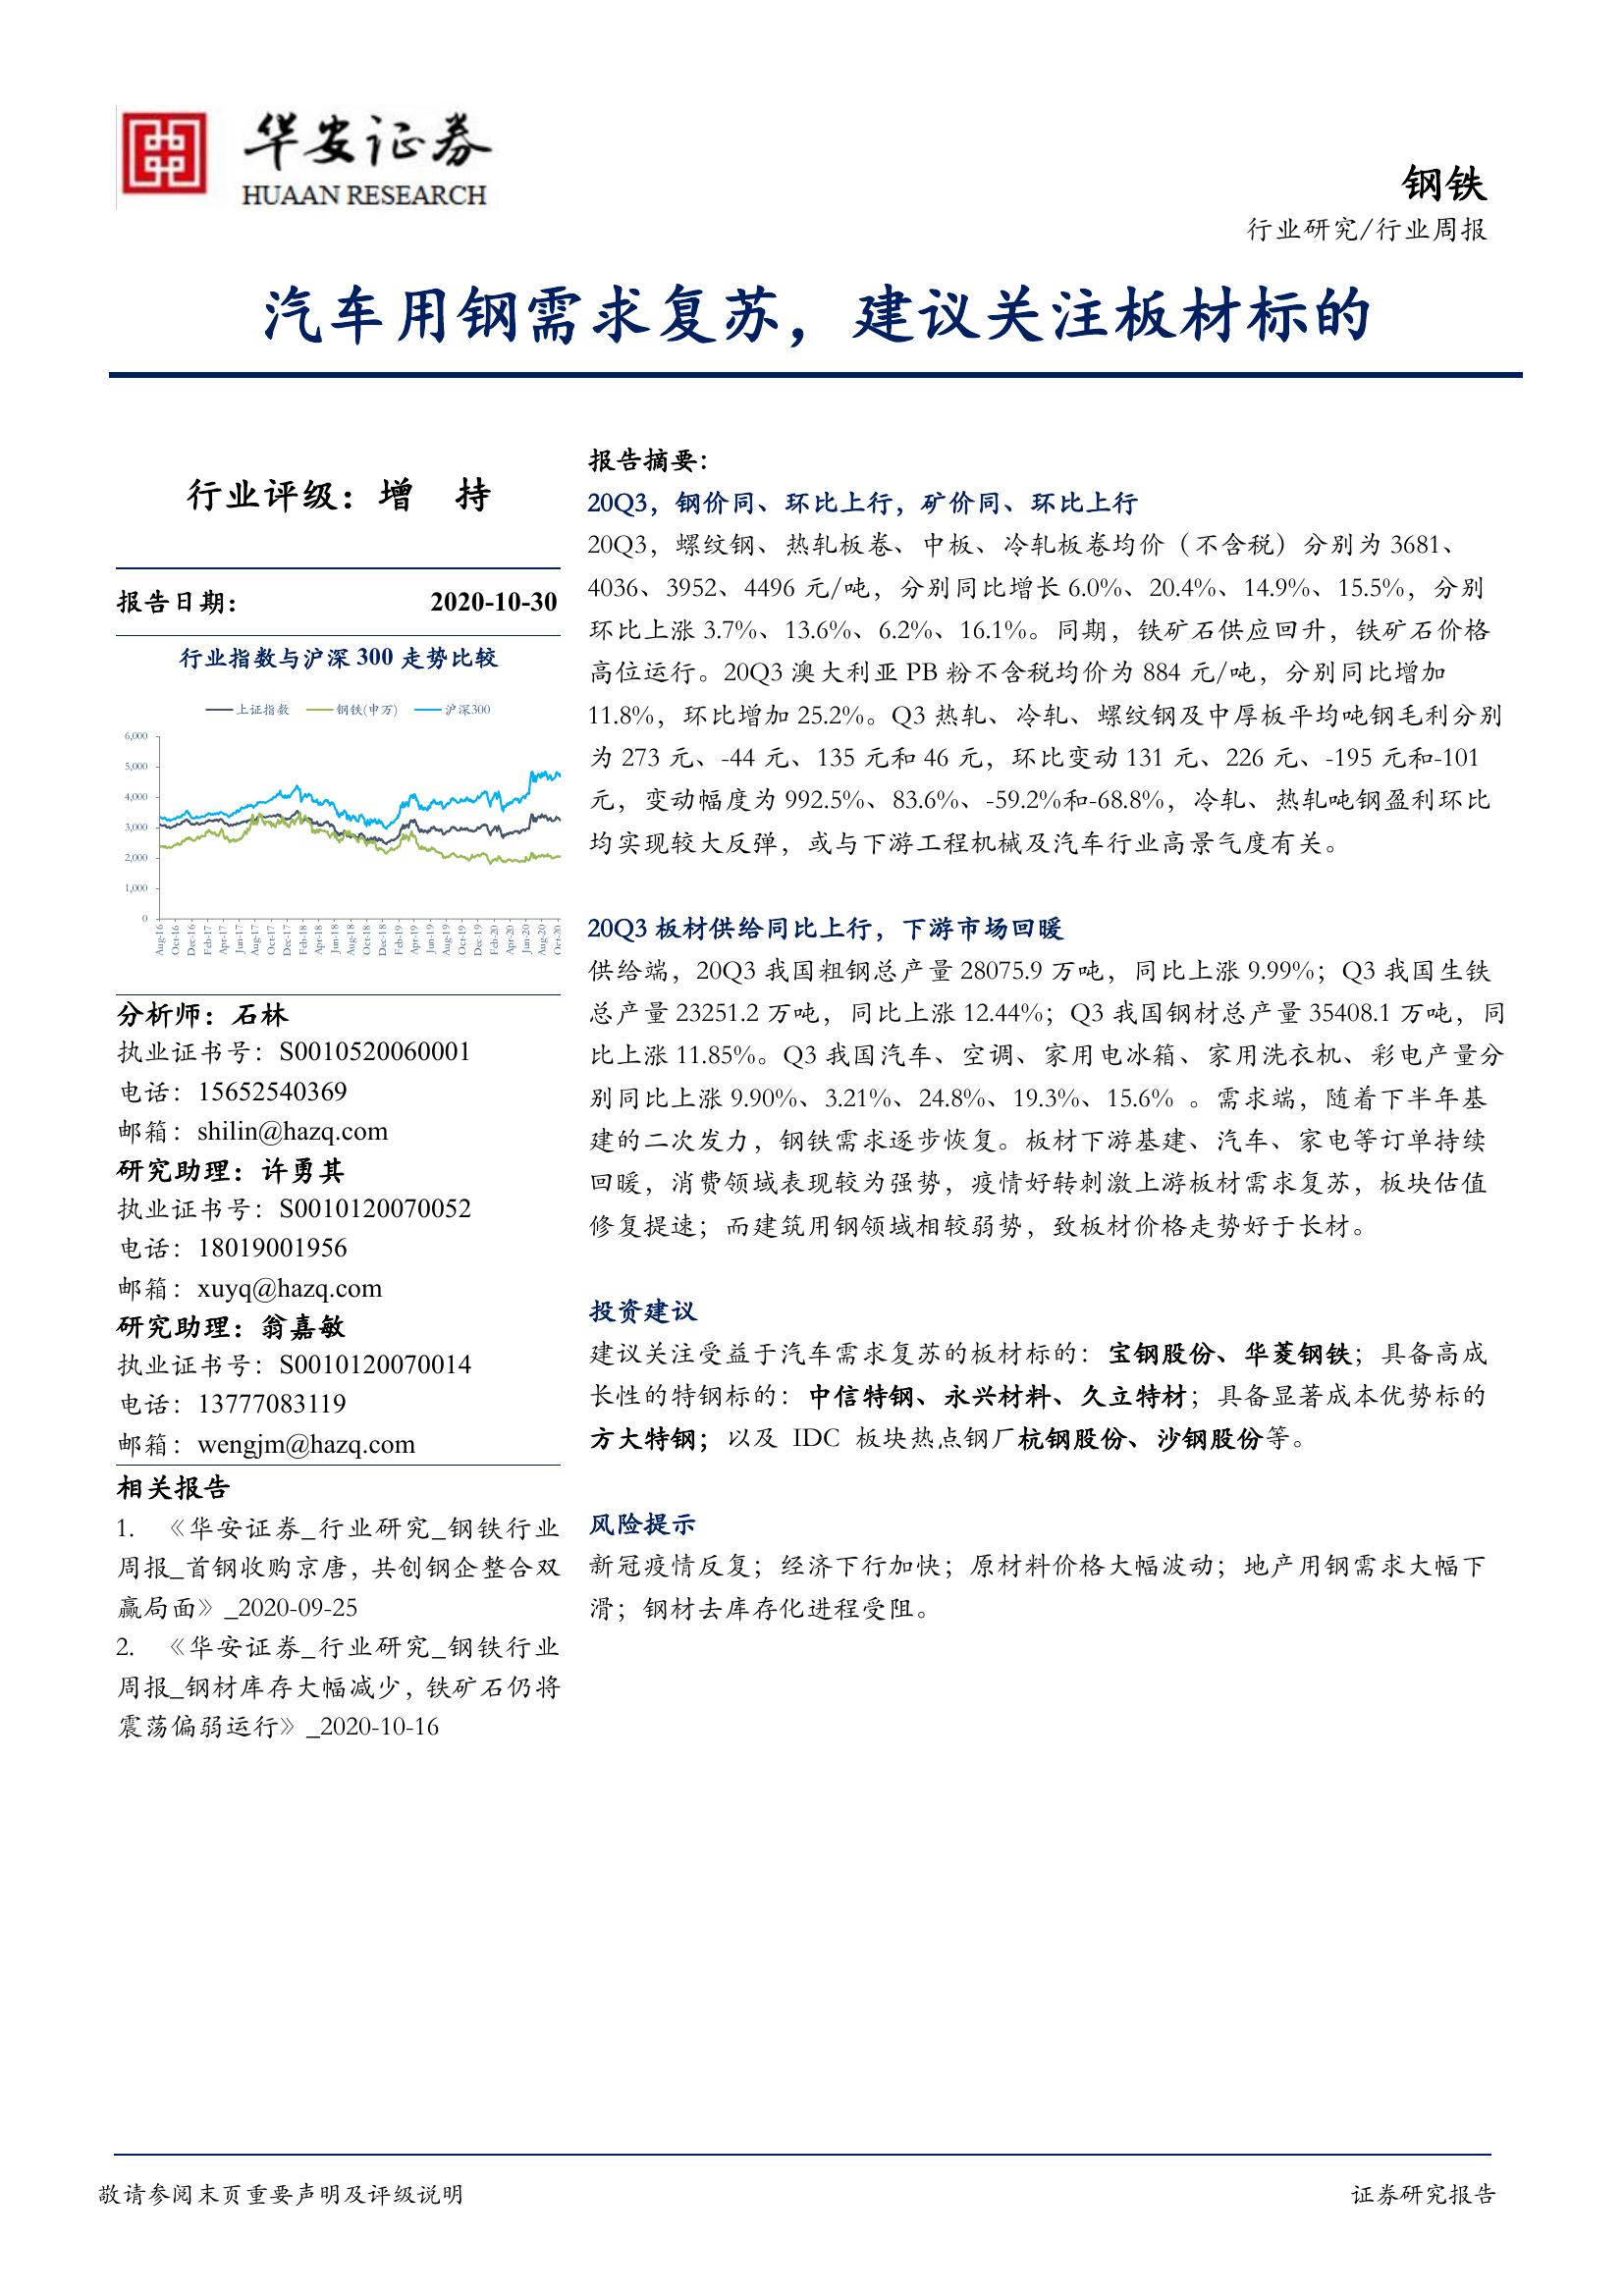 华安证券
HUAAN RESEARCH
钢铁
行业研究/行业周报
汽车用钢需求复苏，建议关注板材标的
行业评级：增 持
报告日期： 2020-10-30
行业指数与沪深 300 走势比较
上证指数 钢铁(申万) 沪深300
6,000
5,000
4,000
3,000
2,000
1,000
0
Aug-16 Oct-16 Dec-16 Feb-17 Apr-17 Jun-17 Aug-17 Oct-17 Dec-17 Feb-18 Apr-18 Jun-18 Aug-18 Oct-18 Dec-18 Feb-19 Apr-19 Jun-19 Aug-19 Oct-19 Dec-19 Feb-20 Apr-20 Jun-20 Aug-20 Oct-20
分析师：石林
执业证书号：S0010520060001
电话：15652540369
邮箱：shilin@hazq.com
研究助理：许勇其
执业证书号：S0010120070052
电话：18019001956
邮箱：xuyq@hazq.com
研究助理：翁嘉敏
执业证书号：S0010120070014
电话：13777083119
邮箱：wengjm@hazq.com
相关报告
1. 《华安证券_行业研究_钢铁行业
周报_首钢收购京唐，共创钢企整合双
赢局面》_2020-09-25
2. 《华安证券_行业研究_钢铁行业
周报_钢材库存大幅减少，铁矿石仍将
震荡偏弱运行》_2020-10-16
报告摘要：
20Q3，钢价同、环比上行，矿价同、环比上行
20Q3，螺纹钢、热轧板卷、中板、冷轧板卷均价（不含税）分别为 3681、
4036、3952、4496 元/吨，分别同比增长 6.0%、20.4%、14.9%、15.5%，分别
环比上涨 3.7%、13.6%、6.2%、16.1%。同期，铁矿石供应回升，铁矿石价格
高位运行。20Q3 澳大利亚 PB 粉不含税均价为 884 元/吨，分别同比增加
11.8%，环比增加 25.2%。Q3 热轧、冷轧、螺纹钢及中厚板平均吨钢毛利分别
为 273 元、-44 元、135 元和 46 元，环比变动 131 元、226 元、-195 元和-101
元，变动幅度为 992.5%、83.6%、-59.2%和-68.8%，冷轧、热轧吨钢盈利环比
均实现较大反弹，或与下游工程机械及汽车行业高景气度有关。
20Q3 板材供给同比上行，下游市场回暖
供给端，20Q3 我国粗钢总产量 28075.9 万吨，同比上涨 9.99%；Q3 我国生铁
总产量 23251.2 万吨，同比上涨 12.44%；Q3 我国钢材总产量 35408.1 万吨，同
比上涨 11.85%。Q3 我国汽车、空调、家用电冰箱、家用洗衣机、彩电产量分
别同比上涨 9.90%、3.21%、24.8%、19.3%、15.6% 。需求端，随着下半年基
建的二次发力，钢铁需求逐步恢复。板材下游基建、汽车、家电等订单持续
回暖，消费领域表现较为强势，疫情好转刺激上游板材需求复苏，板块估值
修复提速；而建筑用钢领域相较弱势，致板材价格走势好于长材。
投资建议
建议关注受益于汽车需求复苏的板材标的：宝钢股份、华菱钢铁；具备高成
长性的特钢标的：中信特钢、永兴材料、久立特材；具备显著成本优势标的
方大特钢；以及 IDC 板块热点钢厂杭钢股份、沙钢股份等。
风险提示
新冠疫情反复；经济下行加快；原材料价格大幅波动；地产用钢需求大幅下
滑；钢材去库存化进程受阻。
敬请参阅末页重要声明及评级说明
证券研究报告